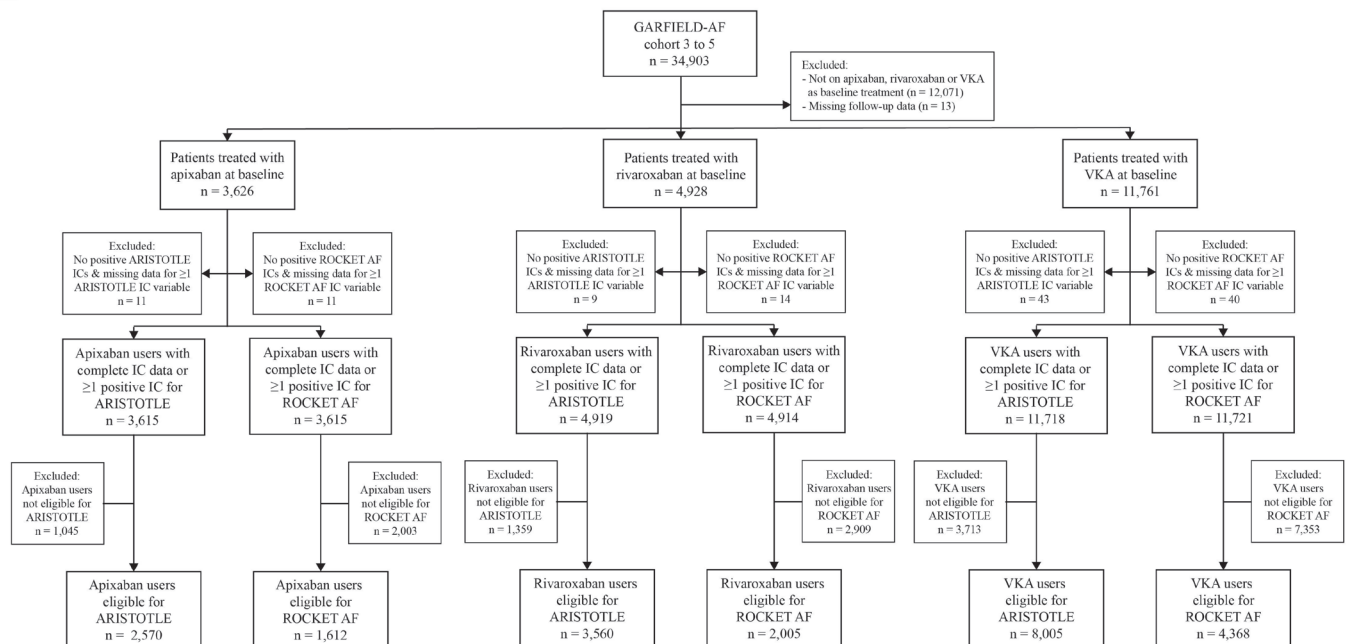 GARFIELD-AF
cohort 3 to 5
n = 34,903
Excluded:
- Not on apixaban, rivaroxaban or VKA
as baseline treatment (n = 12,071)
- Missing follow-up data (n = 13)
Patients treated with
apixaban at baseline
n = 3,626
Patients treated with
rivaroxaban at baseline
n = 4,928
Patients treated with
VKA at baseline
n = 11,761
Excluded:
No positive ARISTOTLE
ICs & missing data for ≥1
ARISTOTLE IC variable
n = 11
Excluded:
No positive ROCKET AF
ICs & missing data for ≥1
ROCKET AF IC variable
n = 11
Excluded:
No positive ARISTOTLE
ICs & missing data for ≥1
ARISTOTLE IC variable
n = 9
Excluded:
No positive ROCKET AF
ICs & missing data for ≥1
ROCKET AF IC variable
n = 14
Excluded:
No positive ARISTOTLE
ICs & missing data for ≥1
ARISTOTLE IC variable
n = 43
Excluded:
No positive ROCKET AF
ICs & missing data for ≥1
ROCKET AF IC variable
n = 40
Apixaban users with
complete IC data or
≥1 positive IC for
ARISTOTLE
n = 3,615
Apixaban users with
complete IC data or
≥1 positive IC for
ROCKET AF
n = 3,615
Rivaroxaban users with
complete IC data or
≥1 positive IC for
ARISTOTLE
n = 4,919
Rivaroxaban users with
complete IC data or
≥1 positive IC for
ROCKET AF
n = 4,914
VKA users with
complete IC data or
≥1 positive IC for
ARISTOTLE
n = 11,718
VKA users with
complete IC data or
≥1 positive IC for
ROCKET AF
n = 11,721
Excluded:
Apixaban users
not eligible for
ARISTOTLE
n = 1,045
Excluded:
Apixaban users
not eligible for
ROCKET AF
n = 2,003
Excluded:
Rivaroxaban users
not eligible for
ARISTOTLE
n = 1,359
Excluded:
Rivaroxaban users
not eligible for
ROCKET AF
n = 2,909
Excluded:
VKA users
not eligible for
ARISTOTLE
n = 3,713
Excluded:
VKA users
not eligible for
ROCKET AF
n = 7,353
Apixaban users
eligible for
ARISTOTLE
n = 2,570
Apixaban users
eligible for
ROCKET AF
n = 1,612
Rivaroxaban users
eligible for
ARISTOTLE
n = 3,560
Rivaroxaban users
eligible for
ROCKET AF
n = 2,005
VKA users
eligible for
ARISTOTLE
n = 8,005
VKA users
eligible for
ROCKET AF
n = 4,368